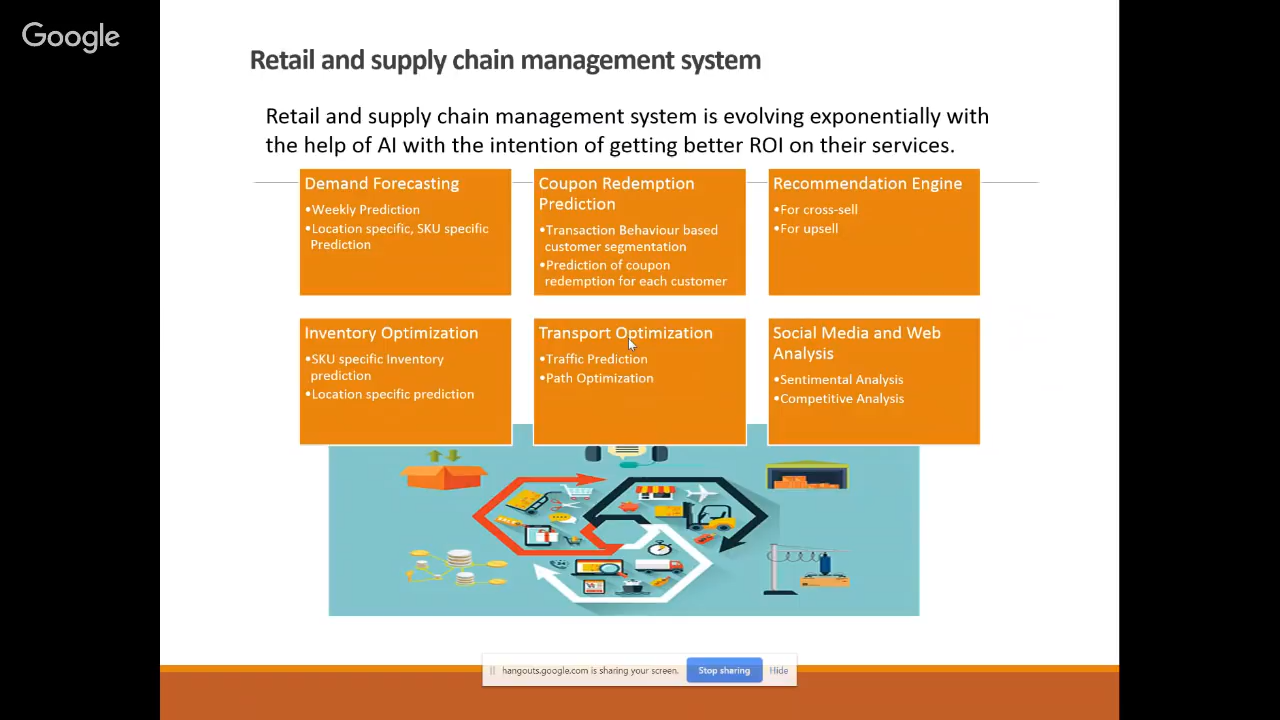 Google
Retail and supply chain management system
Retail and supply chain management system is evolving exponentially with
the help of AI with the intention of getting better ROI on their services.
Demand Forecasting
•Weekly Prediction
•Location specific, SKU specific
Prediction
Coupon Redemption
Prediction
•Transaction Behaviour based
customer segmentation
•Prediction of coupon
redemption for each customer
Recommendation Engine
•For cross-sell
•For upsell
Inventory Optimization
•SKU specific Inventory
prediction
•Location specific prediction
Transport Optimization
•Traffic Prediction
•Path Optimization
Social Media and Web
Analysis
•Sentimental Analysis
•Competitive Analysis
hangouts.google.com is sharing your screen.
Stop sharing
Hide